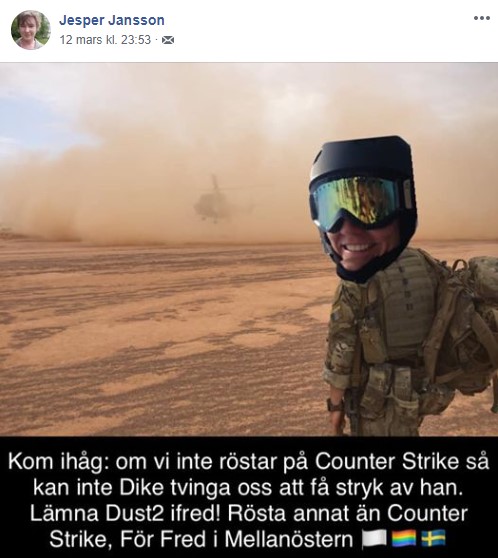 Jesper Jansson
12 mars kl. 23:53 ·
Kom ihåg: om vi inte röstar på Counter Strike så
kan inte Dike tvinga oss att få stryk av han.
Lämna Dust2 ifred! Rösta annat än Counter
Strike, För Fred i Mellanöstern 🏳️🏳️‍🌈🇸🇪